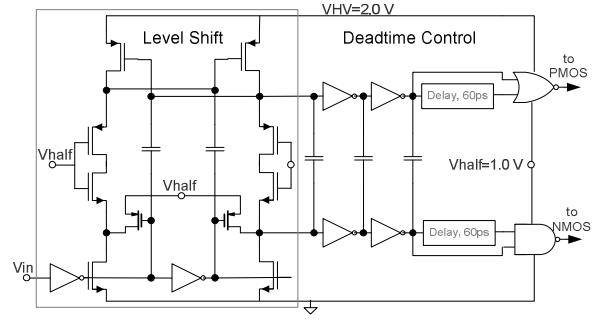 VHV=2.0 V
Level Shift
Deadtime Control
to
PMOS
Delay, 60ps
Vhalf
Vhalf=1.0 V
Vhalf
to
NMOS
Delay, 60ps
Vin